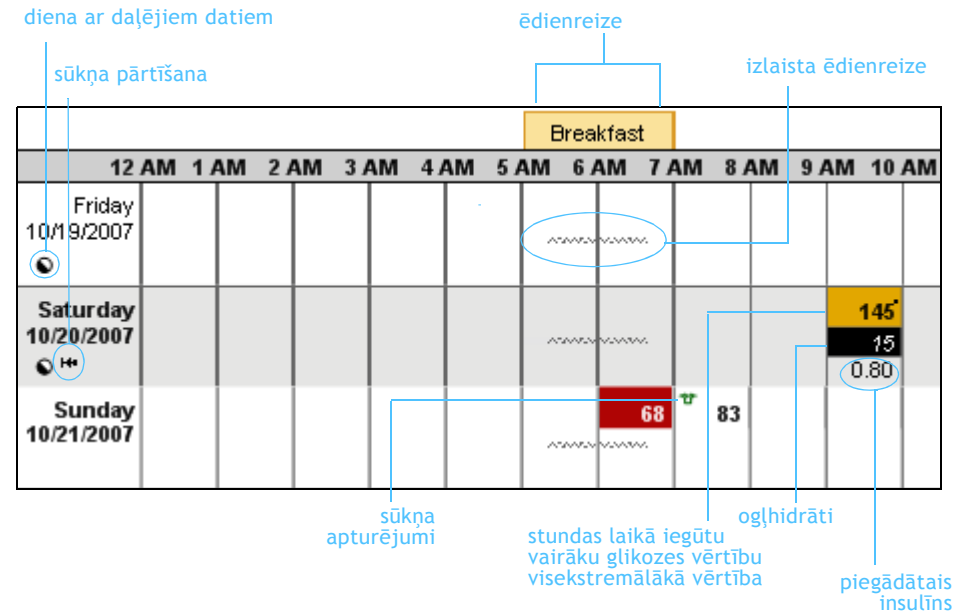 diena ar daļējiem datiem
ēdienreize
sūkņa pārtīšana
izlaista ēdienreize
Breakfast
12 AM 1 AM 2 AM 3 AM 4 AM 5 AM 6 AM 7 AM 8 AM 9 AM 10 AM
Friday
10/19/2007
Saturday
10/20/2007
145
15
0.80
Sunday
10/21/2007
68
83
sūkņa
apturējumi
stundas laikā iegūtu
vairāku glikozes vērtību
visekstremālākā vērtība
ogļhidrāti
piegādātais
insulīns